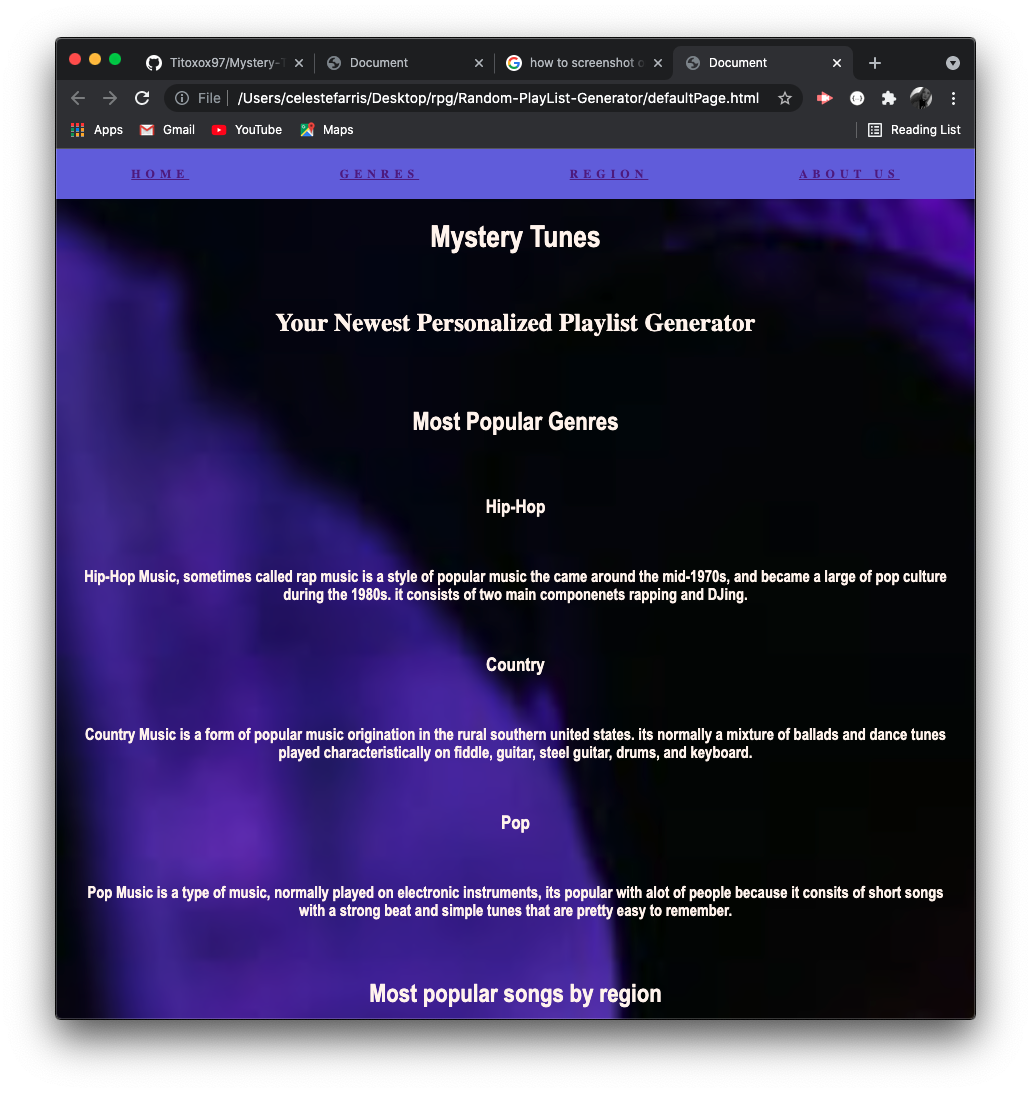 Titoxox97/Mystery-T
Document
how to screenshot o
Document
File
/Users/celestefarris/Desktop/rpg/Random-PlayList-Generator/defaultPage.html
Apps
Gmail
YouTube
Maps
Reading List
HOME
GENRES
REGION
ABOUT US
Mystery Tunes
Your Newest Personalized Playlist Generator
Most Popular Genres
Hip-Hop
Hip-Hop Music, sometimes called rap music is a style of popular music the came around the mid-1970s, and became a large of pop culture
during the 1980s. it consists of two main componenets rapping and DJing.
Country
Country Music is a form of popular music origination in the rural southern united states. its normally a mixture of ballads and dance tunes
played characteristically on fiddle, guitar, steel guitar, drums, and keyboard.
Pop
Pop Music is a type of music, normally played on electronic instruments, its popular with alot of people because it consits of short songs
with a strong beat and simple tunes that are pretty easy to remember.
Most popular songs by region